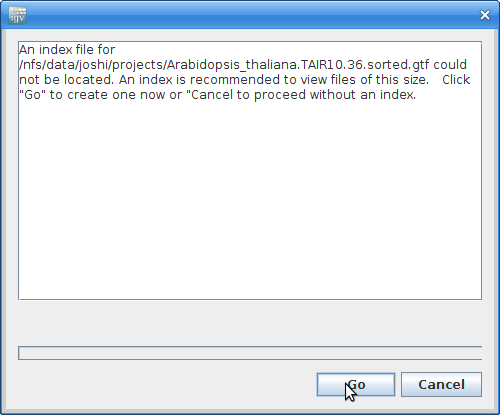 igv
An index file for
/nfs/data/joshi/projects/Arabidopsis_thaliana.TAIR10.36.sorted.gtf could
not be located. An index is recommended to view files of this size.   Click
"Go" to create one now or "Cancel to proceed without an index.
Go
Cancel